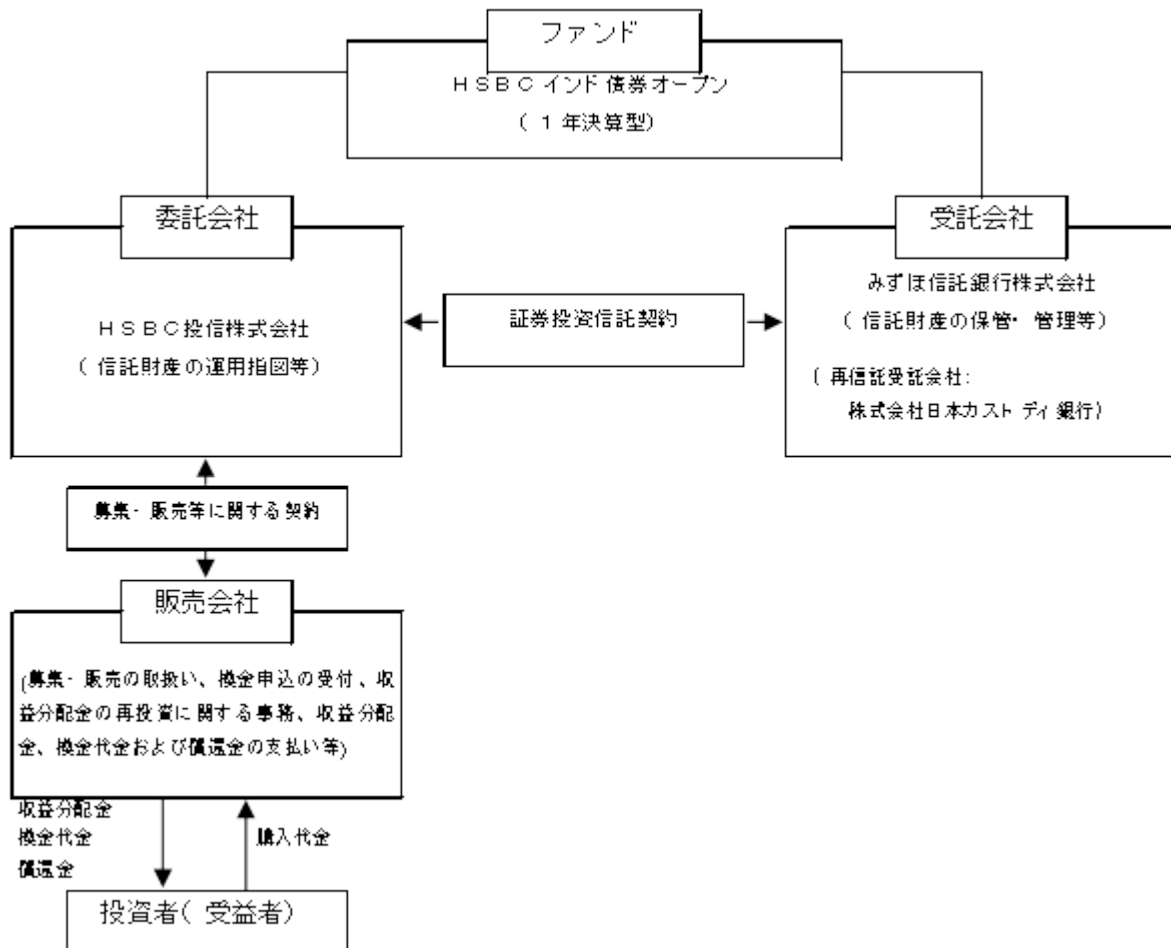 ファンド
HSBCインド債券オープン
(1年決算型)
委託会社
受託会社
HSBC投信株式会社
(信託財産の運用指図等)
証券投資信託契約
みずほ信託銀行株式会社
(信託財産の保管・管理等)
(再信託受託会社:
株式会社日本カストディ銀行)
募集・販売等に関する契約
販売会社
(募集・販売の取扱い、換金申込の受付、収
益分配金の再投資に関する事務、収益分配
金、換金代金および償還金の支払い等)
収益分配金
換金代金
償還金
購入代金
投資者(受益者)